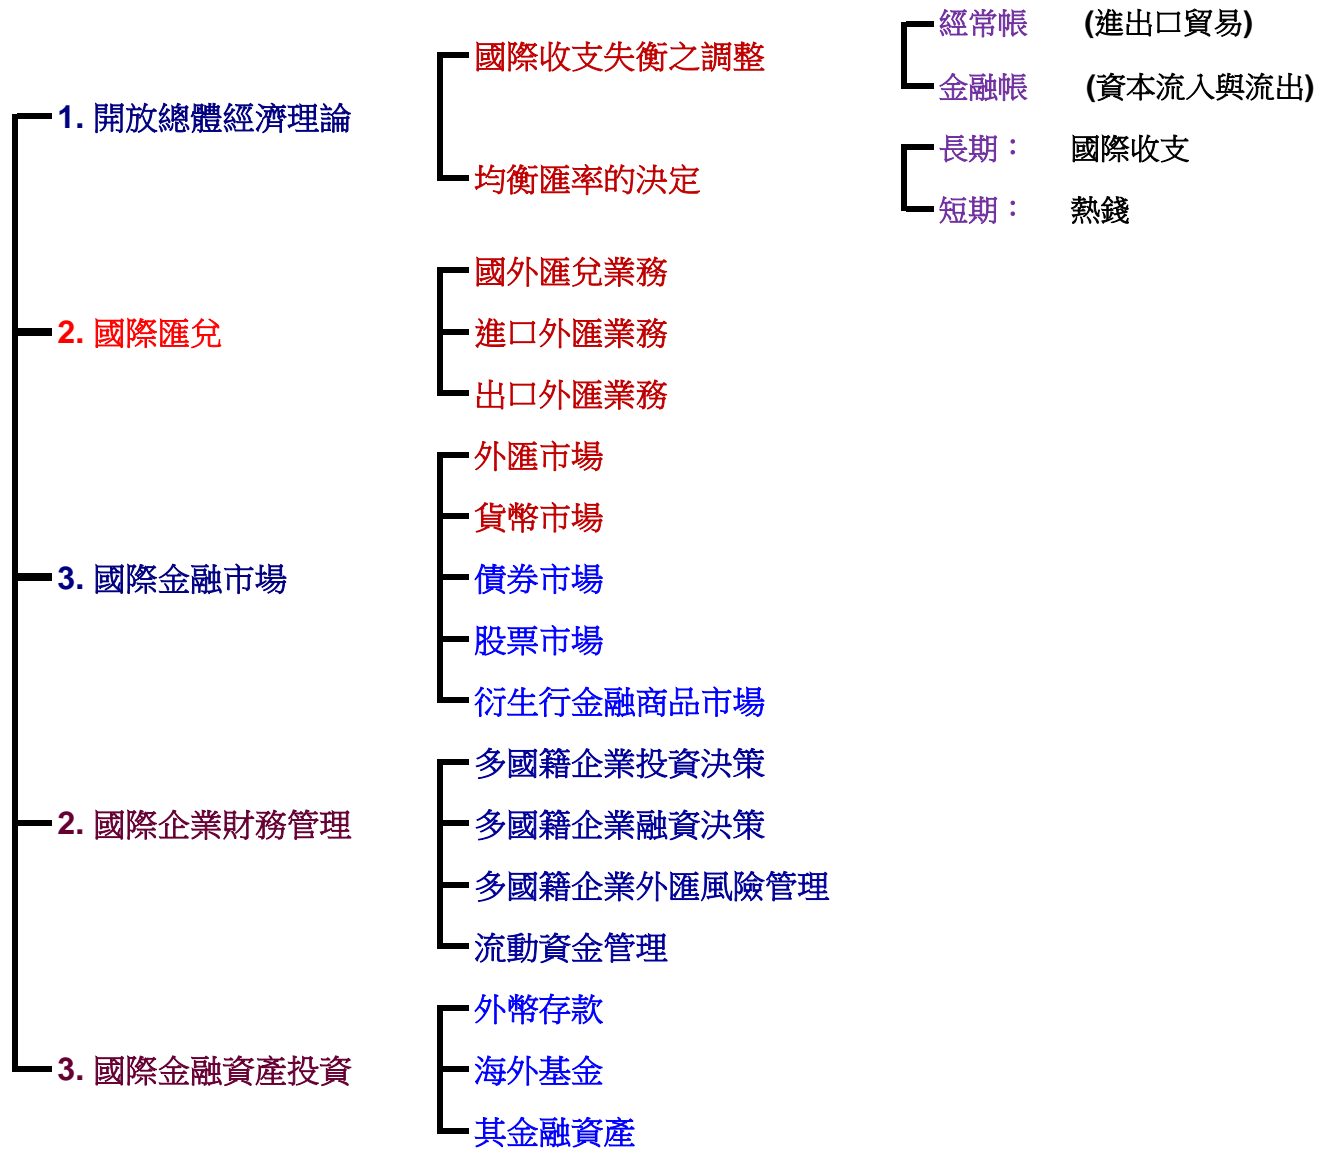 1. 開放總體經濟理論
國際收支失衡之調整
經常帳 (進出口貿易)
金融帳 (資本流入與流出)
均衡匯率的決定
長期： 國際收支
短期： 熱錢
2. 國際匯兌
國外匯兌業務
進口外匯業務
出口外匯業務
3. 國際金融市場
外匯市場
貨幣市場
債券市場
股票市場
衍生行金融商品市場
2. 國際企業財務管理
多國籍企業投資決策
多國籍企業融資決策
多國籍企業外匯風險管理
流動資金管理
3. 國際金融資產投資
外幣存款
海外基金
其金融資產